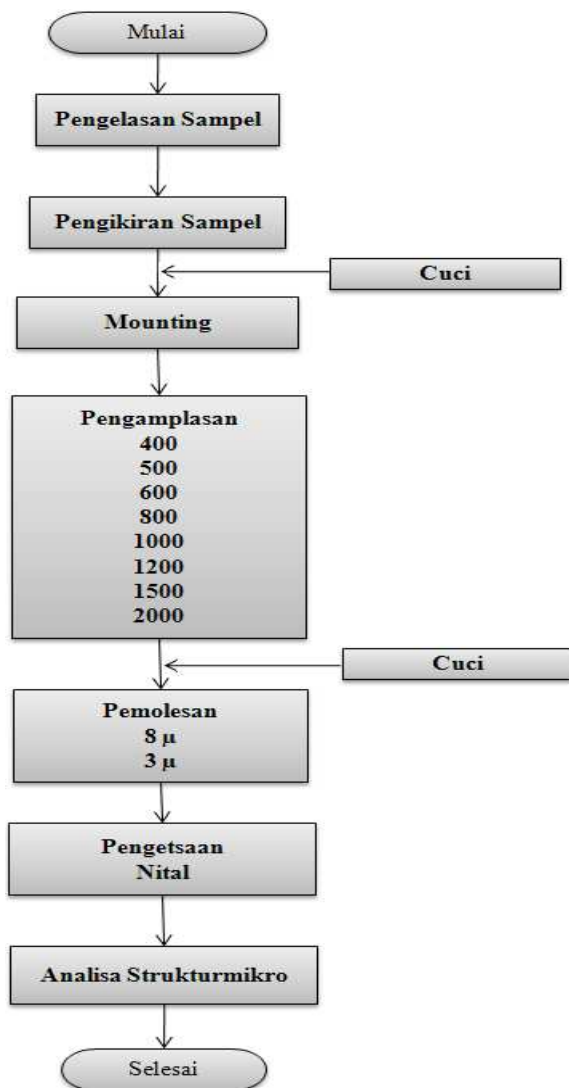 Mulai
Pengelasan Sampel
Pengikiran Sampel
Cuci
Mounting
Pengamplasan
400
500
600
800
1000
1200
1500
2000
Cuci
Pemolesan
8 μ
3 μ
Pengetsaan
Nital
Analisa Strukturmikro
Selesai